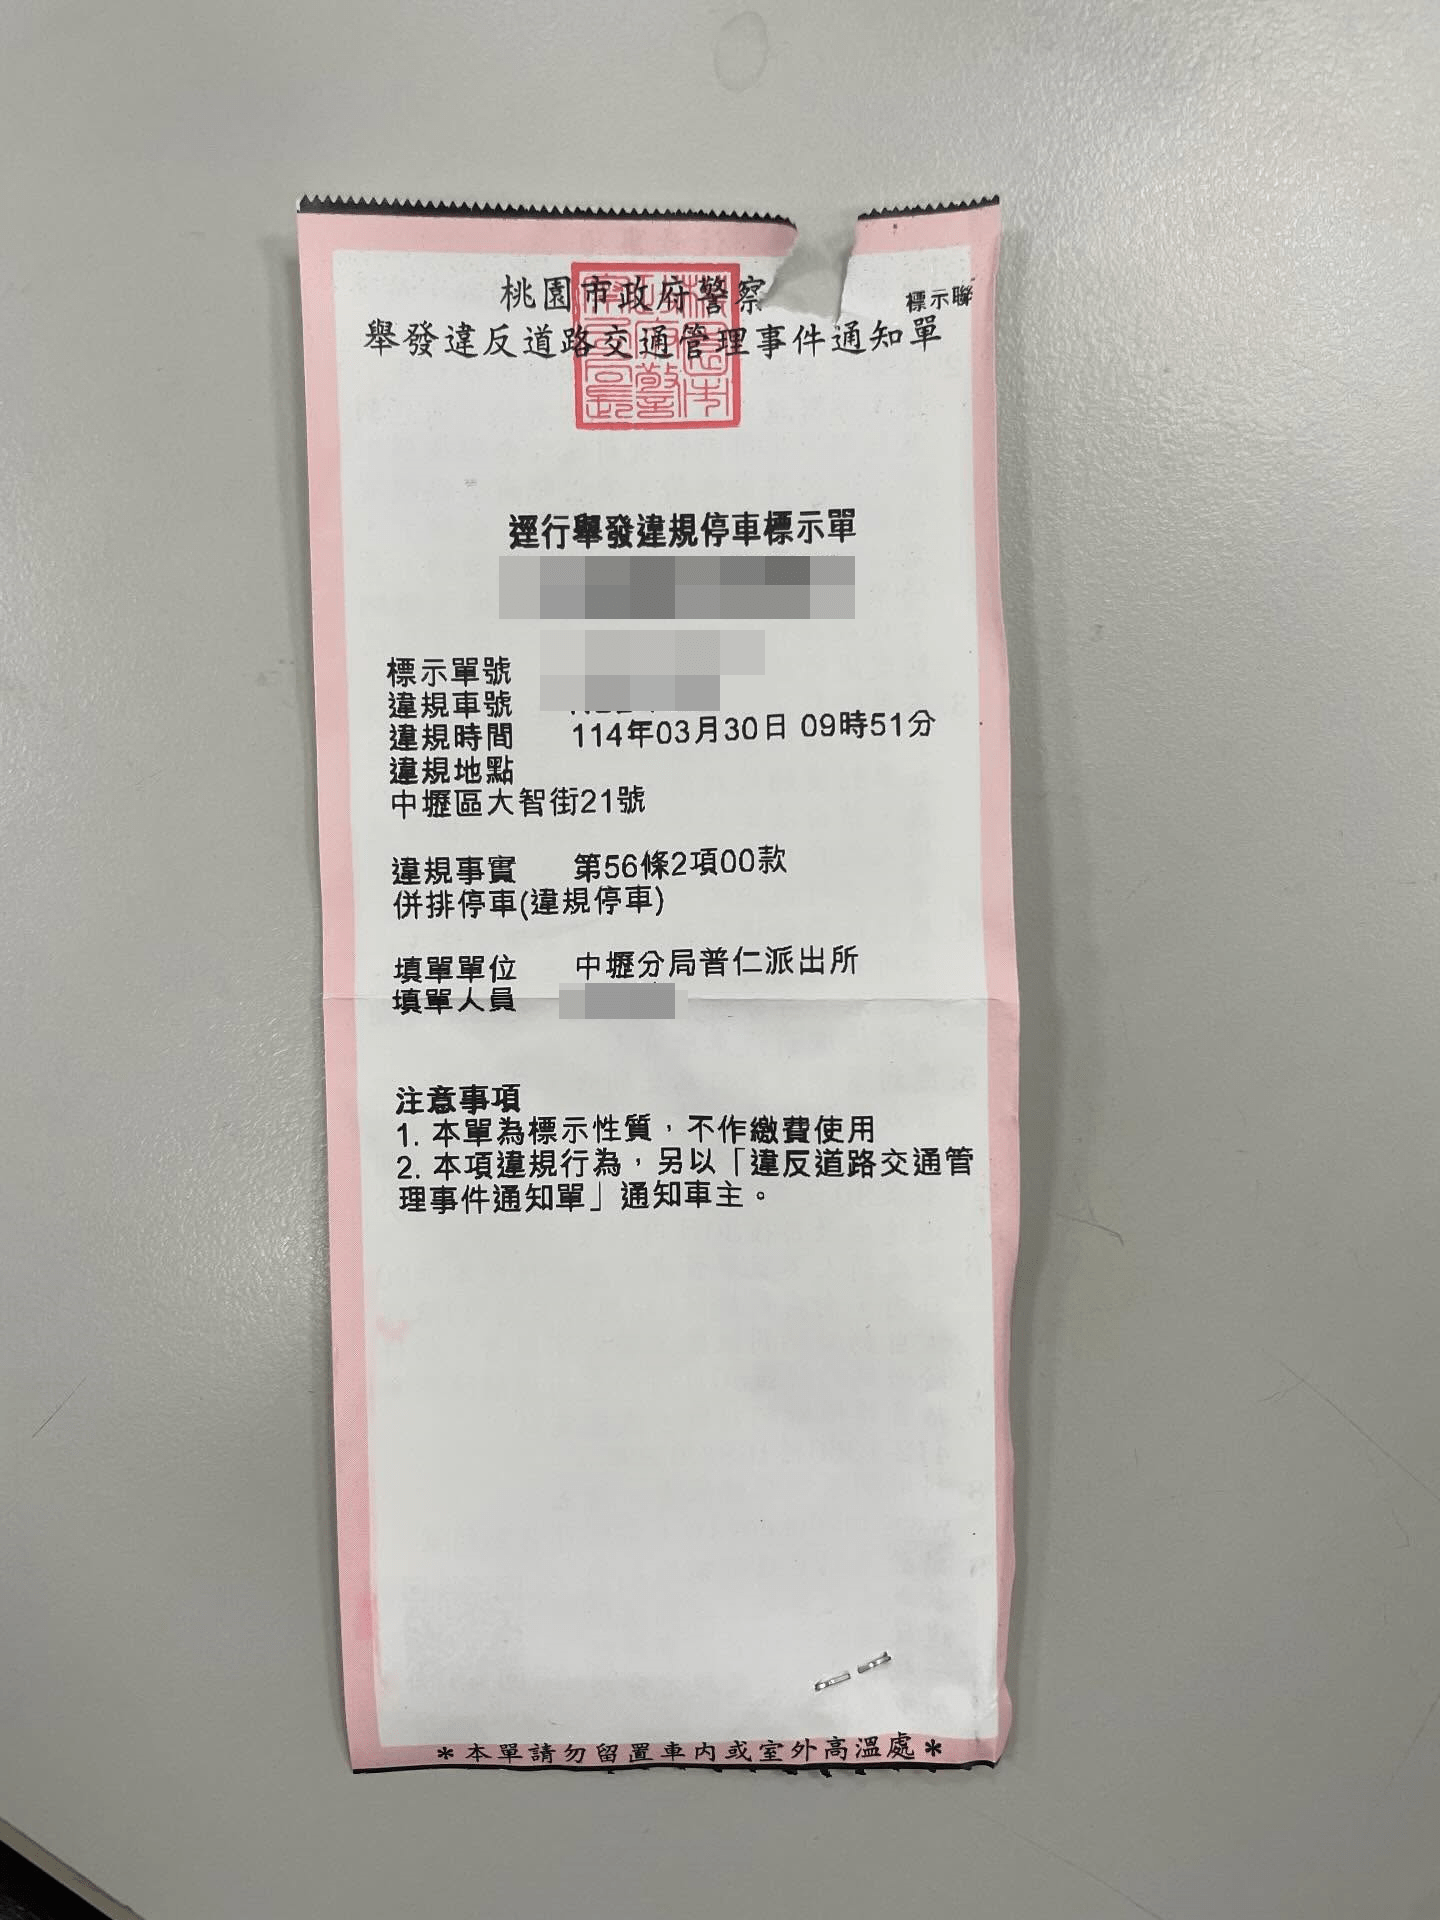 桃園市政府警察
標示聯
舉發違反道路交通管理事件通知單
逕行舉發違規停車標示單
標示單號
違規車號
違規時間 114年03月30日 09時51分
違規地點
中壢區大智街21號
違規事實 第56條2項00款
併排停車(違規停車)
填單單位 中壢分局普仁派出所
填單人員
注意事項
1. 本單為標示性質,不作繳費使用
2. 本項違規行為,另以「違反道路交通管
理事件通知單」通知車主。
*本單請勿留置車內或室外高溫處*